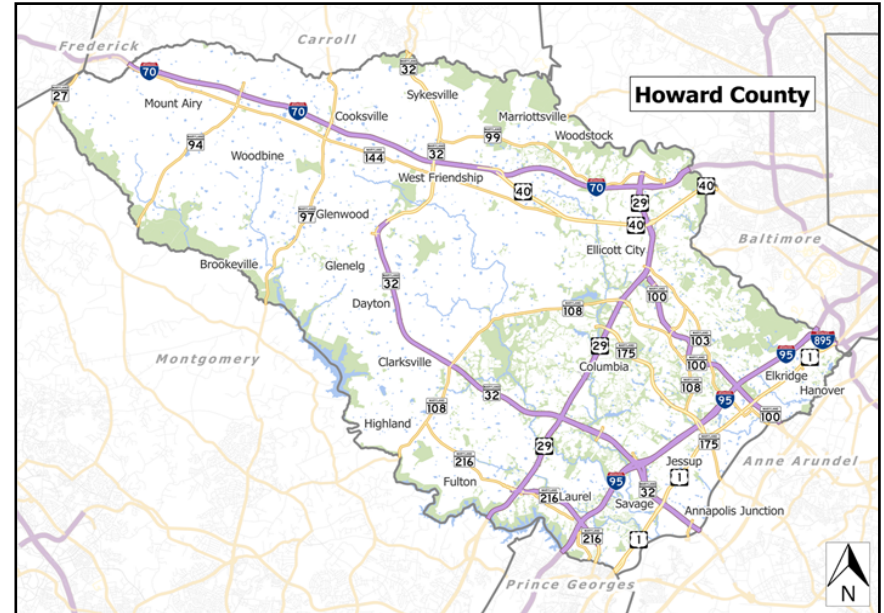 Frederick
Carroll
32
70
27
Mount Airy
Sykesville
Howard County
70
Cooksville
Marriottsville
94
99
Woodstock
Woodbine
144
32
West Friendship
70
40
40
29
97
Glenwood
40
Baltimore
Ellicott City
Brookeville
Glenelg
32
100
Dayton
108
103
895
29
175
95
1
Montgomery
Clarksville
Columbia
100
Elkridge
32
108
Hanover
95
108
100
Highland
29
175
216
Jessup
Anne Arundel
Fulton
95
1
32
216
Laurel
Savage
Annapolis Junction
216
1
Prince Georges
N